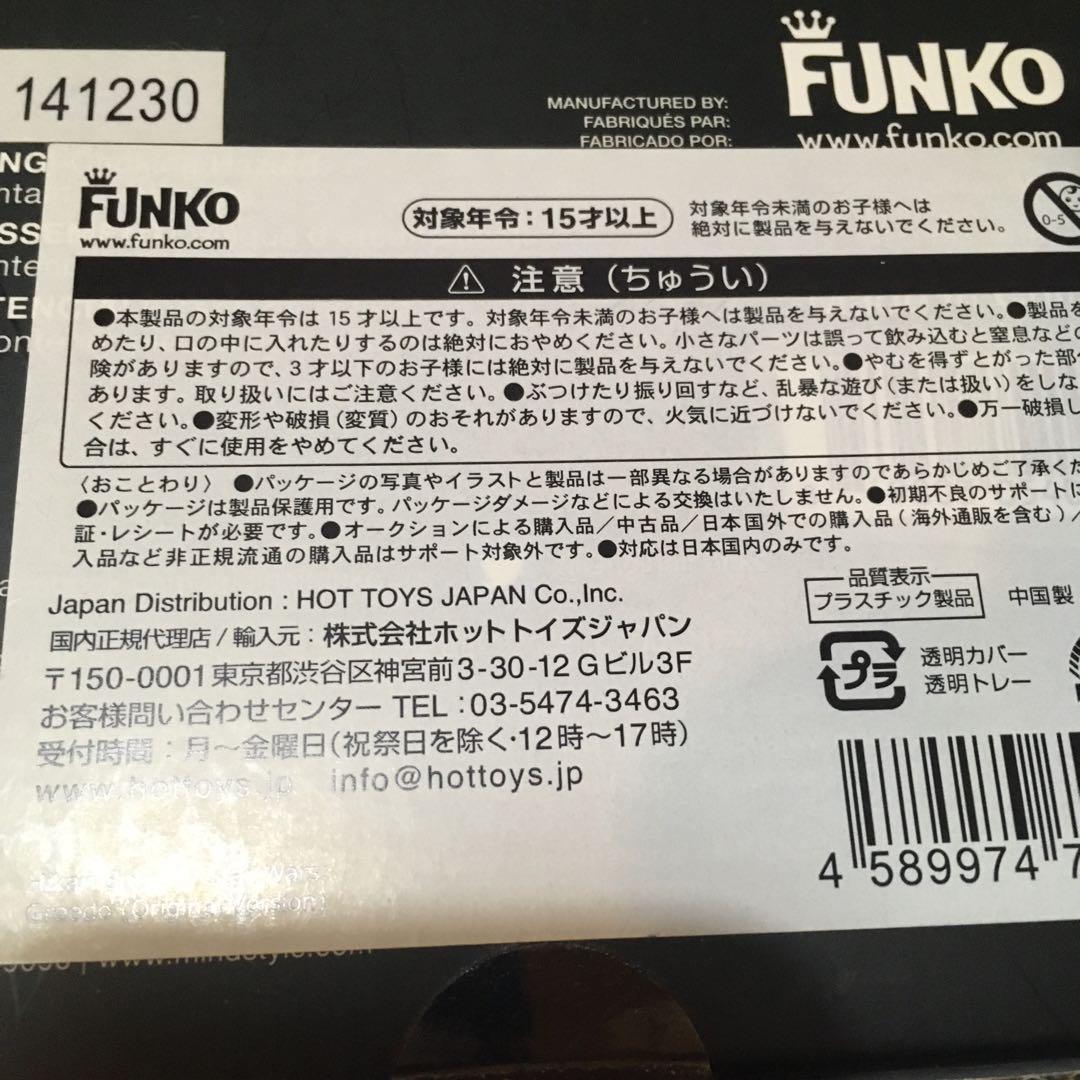 141230
FUNKO
MANUFACTURED BY:
FABRIQUÉS PAR:
FABRICADO POR:
www.funko.com
FUNKO
www.funko.com
対象年令:15才以上
対象年令未満のお子様へは
絶対に製品を与えないでください。
0-5
⚠ 注意(ちゅうい)
●本製品の対象年令は 15才以上です。対象年令未満のお子様へは製品を与えないでください。●製品を
めたり、口の中に入れたりするのは絶対におやめください。小さなパーツは誤って飲み込むと窒息などの
険がありますので、3才以下のお子様には絶対に製品を与えないでください。●やむを得ずとがった部
あります。取り扱いにはご注意ください。●ぶつけたり振り回すなど、乱暴な遊び(または扱い)をしな
ください。●変形や破損(変質)のおそれがありますので、火気に近づけないでください。●万一破損し
合は、すぐに使用をやめてください。
〈おことわり〉 ●パッケージの写真やイラストと製品は一部異なる場合がありますのであらかじめご了承くだ
●パッケージは製品保護用です。パッケージダメージなどによる交換はいたしません。●初期不良のサポートに
証・レシートが必要です。●オークションによる購入品/中古品/日本国外での購入品(海外通販を含む)/
入品など非正規流通の購入品はサポート対象外です。●対応は日本国内のみです。
Japan Distribution : HOT TOYS JAPAN Co.,Inc.
国内正規代理店/輸入元:株式会社ホットトイズジャパン
〒150-0001東京都渋谷区神宮前3-30-12 Gビル3F
お客様問い合わせセンター TEL:03-5474-3463
受付時間:月〜金曜日(祝祭日を除く・12時〜17時)
www.hottoys.jp info@hottoys.jp
品質表示
プラスチック製品
中国製
プラ
透明カバー
透明トレー
4 589974 7
Wars:
Greedo (Original Version)
www.mindstyle.com